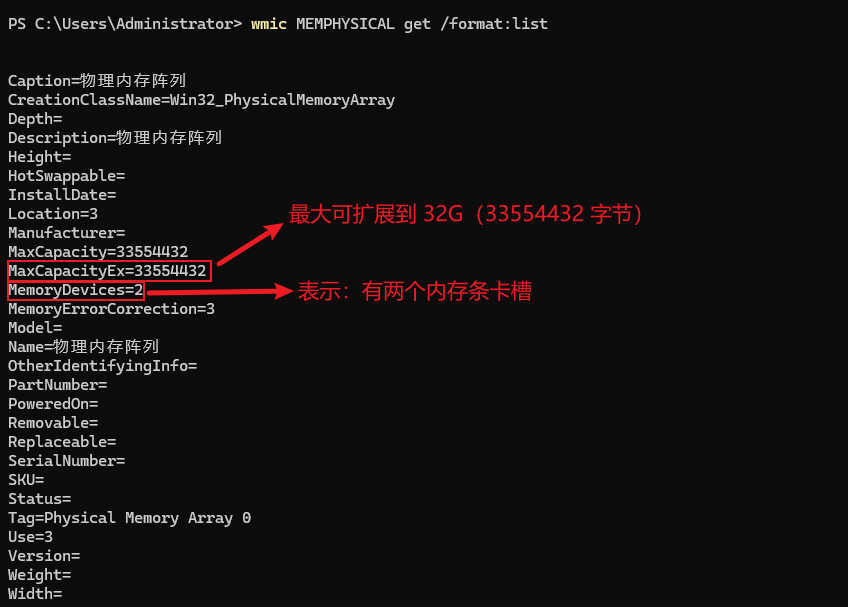 PS C:\Users\Administrator> wmic MEMPHYSICAL get /format:list
Caption=物理内存阵列
CreationClassName=Win32_PhysicalMemoryArray
Depth=
Description=物理内存阵列
Height=
HotSwappable=
InstallDate=
Location=3
最大可扩展到 32G（33554432 字节）
Manufacturer=
MaxCapacity=33554432
MaxCapacityEx=33554432
MemoryDevices=2
表示：有两个内存条卡槽
MemoryErrorCorrection=3
Model=
Name=物理内存阵列
OtherIdentifyingInfo=
PartNumber=
PoweredOn=
Removable=
Replaceable=
SerialNumber=
SKU=
Status=
Tag=Physical Memory Array 0
Use=3
Version=
Weight=
Width=